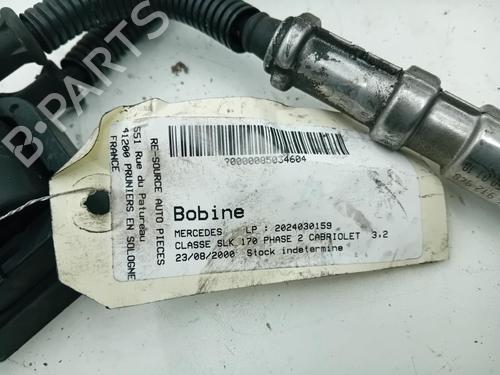 B-PARTS
551 Rue du Patureau
41200 PRUNIERS EN SOLOGNE
FRANCE
RE-SOURCE AUTO PIECES
?0000085034604
Bobine
MERCEDES LP : 2024030159
CLASSE SLK 170 PHASE 2 CABRIOLET 3.2
23/08/2000 Stock indetermine